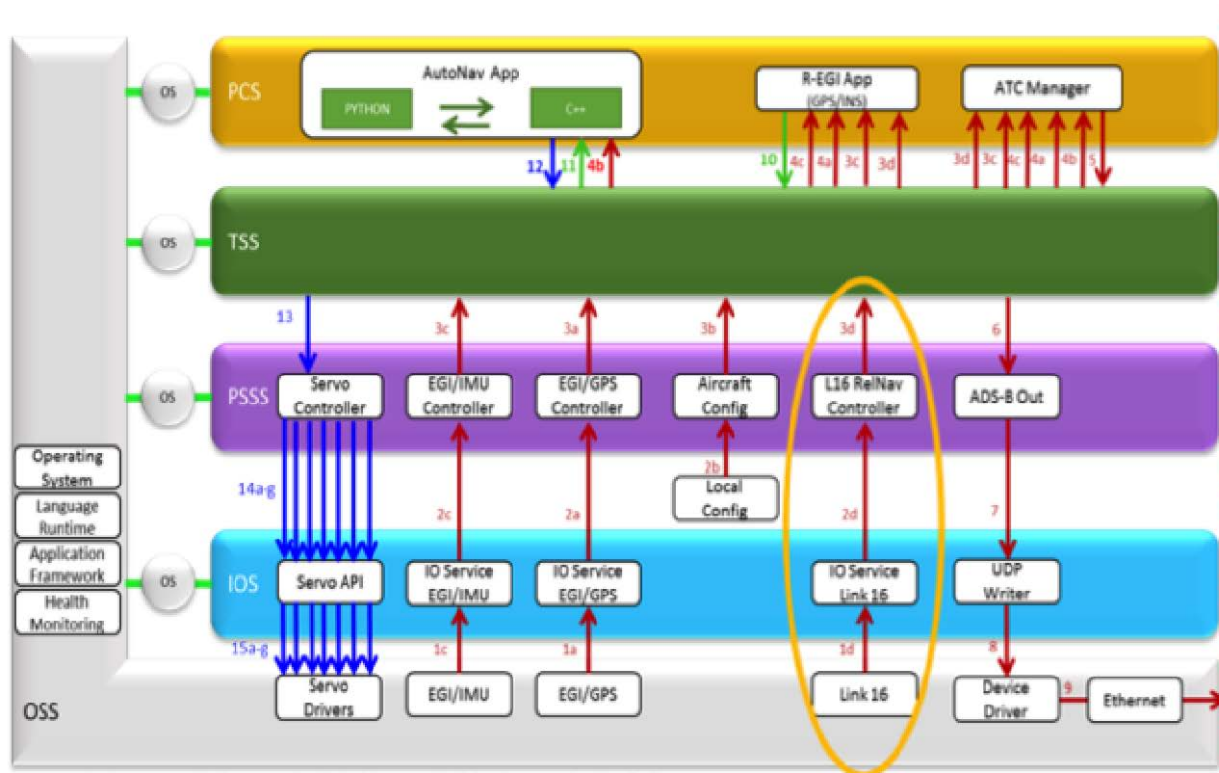 OS
PCS
AutoNav App
PYTHON
C++
R-EGI App
(GPS/INS)
ATC Manager
12
11
4b
10
4c
4a
3c
3d
3d
3c
4c
4a
4b
5
OS
TSS
13
3c
3a
3b
3d
6
OS
PSSS
Servo
Controller
EGI/IMU
Controller
EGI/GPS
Controller
Aircraft
Config
L16 RelNav
Controller
ADS-B Out
Operating
System
Language
Runtime
Application
Framework
Health
Monitoring
14a-g
2c
2a
2b
Local
Config
2d
7
OS
IOS
Servo API
IO Service
EGI/IMU
IO Service
EGI/GPS
IO Service
Link 16
UDP
Writer
15a-g
1c
1a
1d
8
OSS
Servo
Drivers
EGI/IMU
EGI/GPS
Link 16
Device
Driver
9
Ethernet